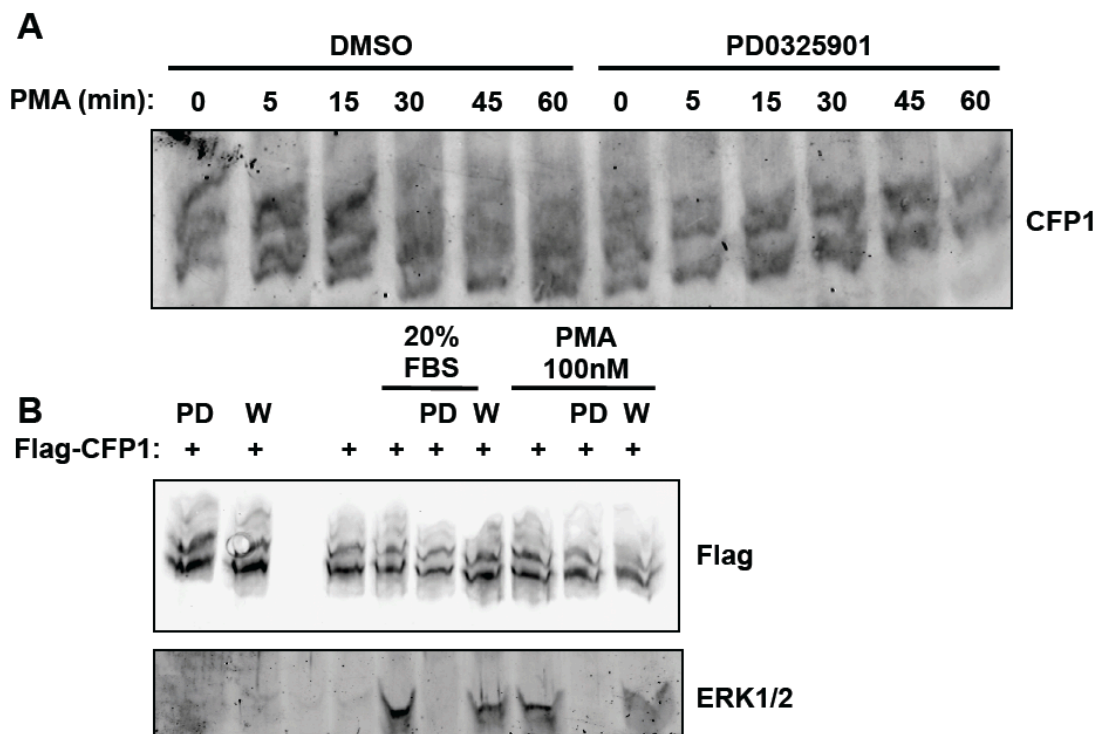 A
DMSO PD0325901
PMA (min): 0 5 15 30 45 60 0 5 15 30 45 60
CFP1
20% PMA
FBS 100nM
B PD W PD W PD W
Flag-CFP1: + + + + + + + + +
Flag
ERK1/2